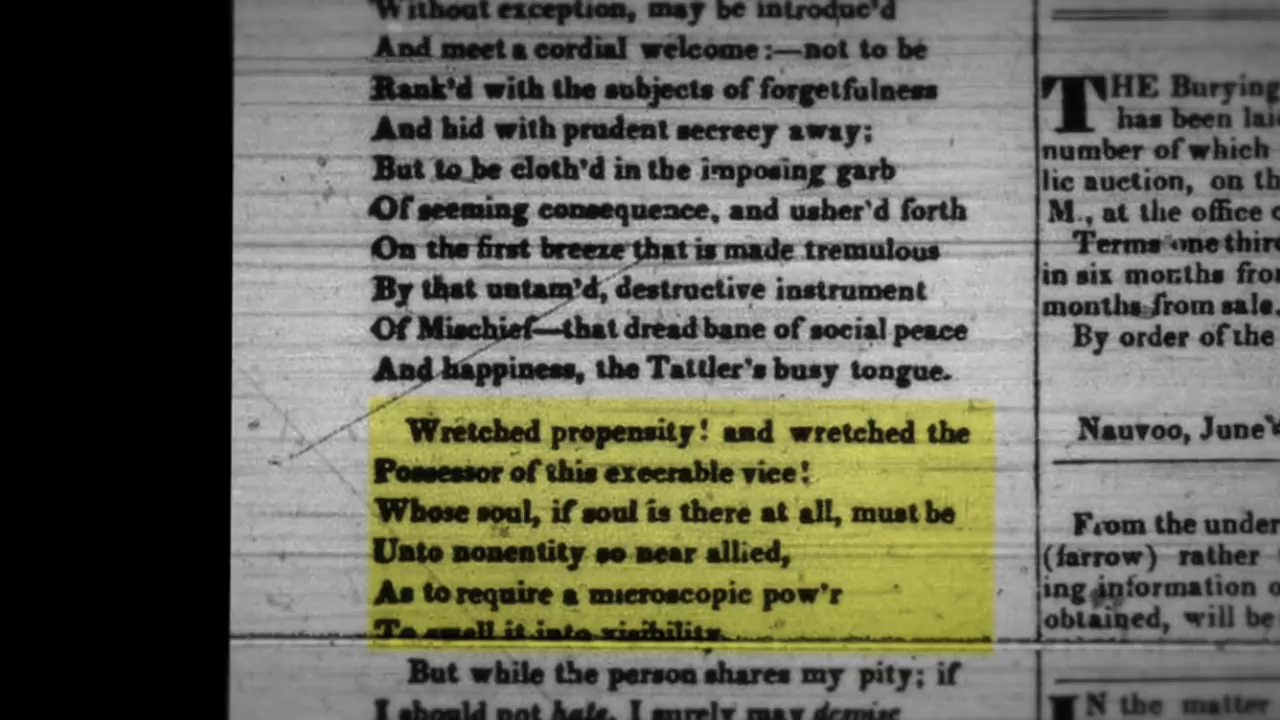 Without exception, may be introduc'd
And meet a cordial welcome:—not to be
Rank'd with the subjects of forgetfulness
And hid with prudent secrecy away;
But to be cloth'd in the imposing garb
Of seeming consequence, and usher'd forth
On the first breeze that is made tremulous
By that untam'd, destructive instrument
Of Mischief—that dread bane of social peace
And happiness, the Tattler's busy tongue.
Wretched propensity! and wretched the
Possessor of this execrable vice!
Whose soul, if soul is there at all, must be
Unto nonentity so near allied,
As to require a microscopic pow'r
To swell it into visibility.
But while the person shares my pity; if
I should not hate, I surely may
THE Burying
has been
number of which
lic auction, on
M., at the office
Terms one third
in six months
months from sale.
By order of the
Nauvoo, June
From the
(farrow) rather
ing information
obtained, will be
IN the matter